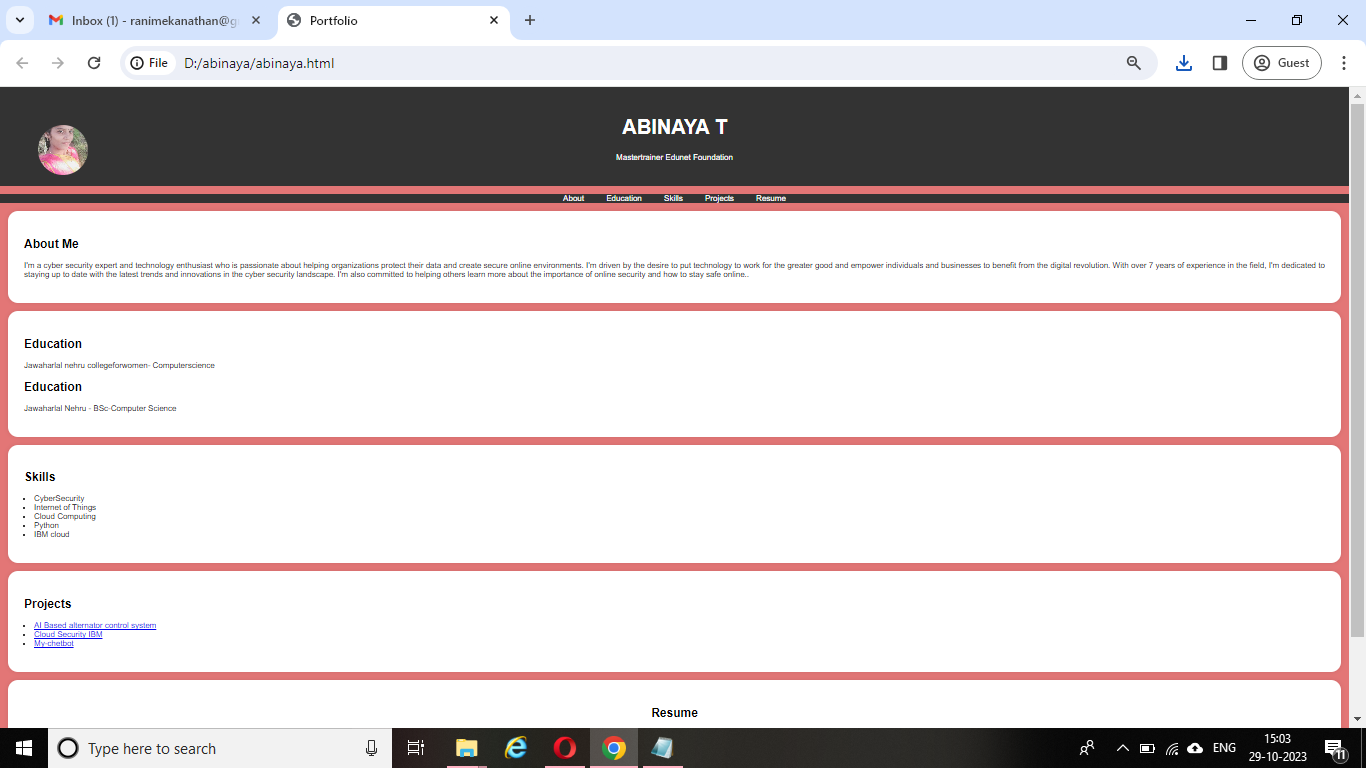 Inbox (1) - ranimekanathan@g
Portfolio
File D:/abinaya/abinaya.html
Guest
ABINAYA T
Mastertrainer Edunet Foundation
About Education Skills Projects Resume
About Me
I'm a cyber security expert and technology enthusiast who is passionate about helping organizations protect their data and create secure online environments. I'm driven by the desire to put technology to work for the greater good and empower individuals and businesses to benefit from the digital revolution. With over 7 years of experience in the field, I'm dedicated to
staying up to date with the latest trends and innovations in the cyber security landscape. I'm also committed to helping others learn more about the importance of online security and how to stay safe online..
Education
Jawaharlal nehru collegeforwomen- Computerscience
Education
Jawaharlal Nehru - BSc-Computer Science
Skills
CyberSecurity
Internet of Things
Cloud Computing
Python
IBM cloud
Projects
AI Based alternator control system
Cloud Security IBM
My-chetbot
Resume
Type here to search
ENG
15:03
29-10-2023
11